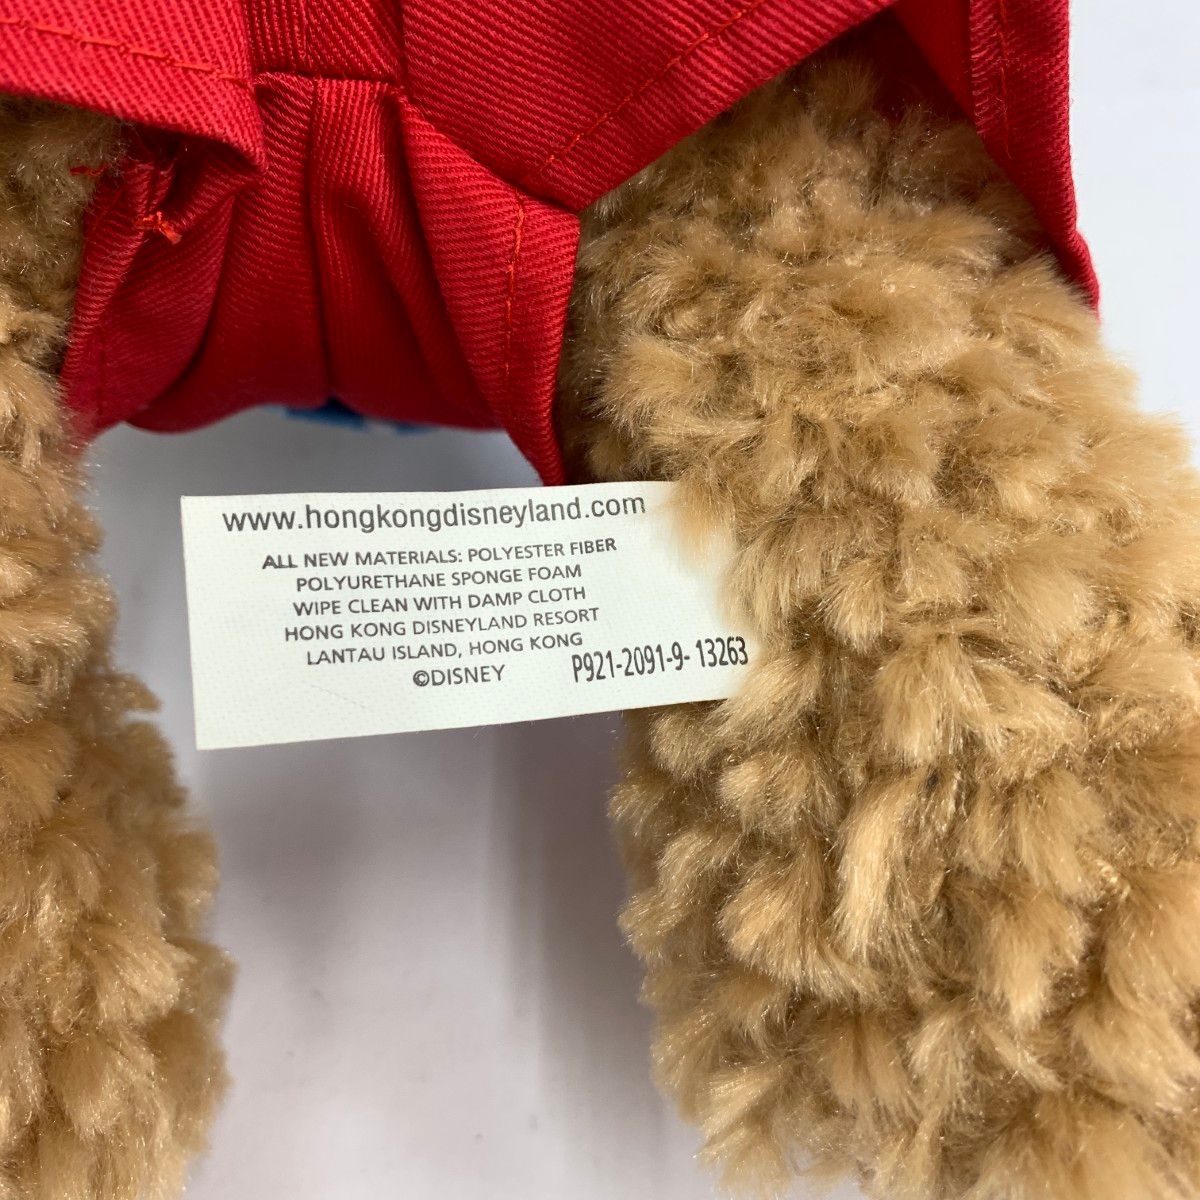 www.hongkongdisneyland.com
ALL NEW MATERIALS: POLYESTER FIBER
POLYURETHANE SPONGE FOAM
WIPE CLEAN WITH DAMP CLOTH
HONG KONG DISNEYLAND RESORT
LANTAU ISLAND, HONG KONG
©DISNEY P921-2091-9- 13263